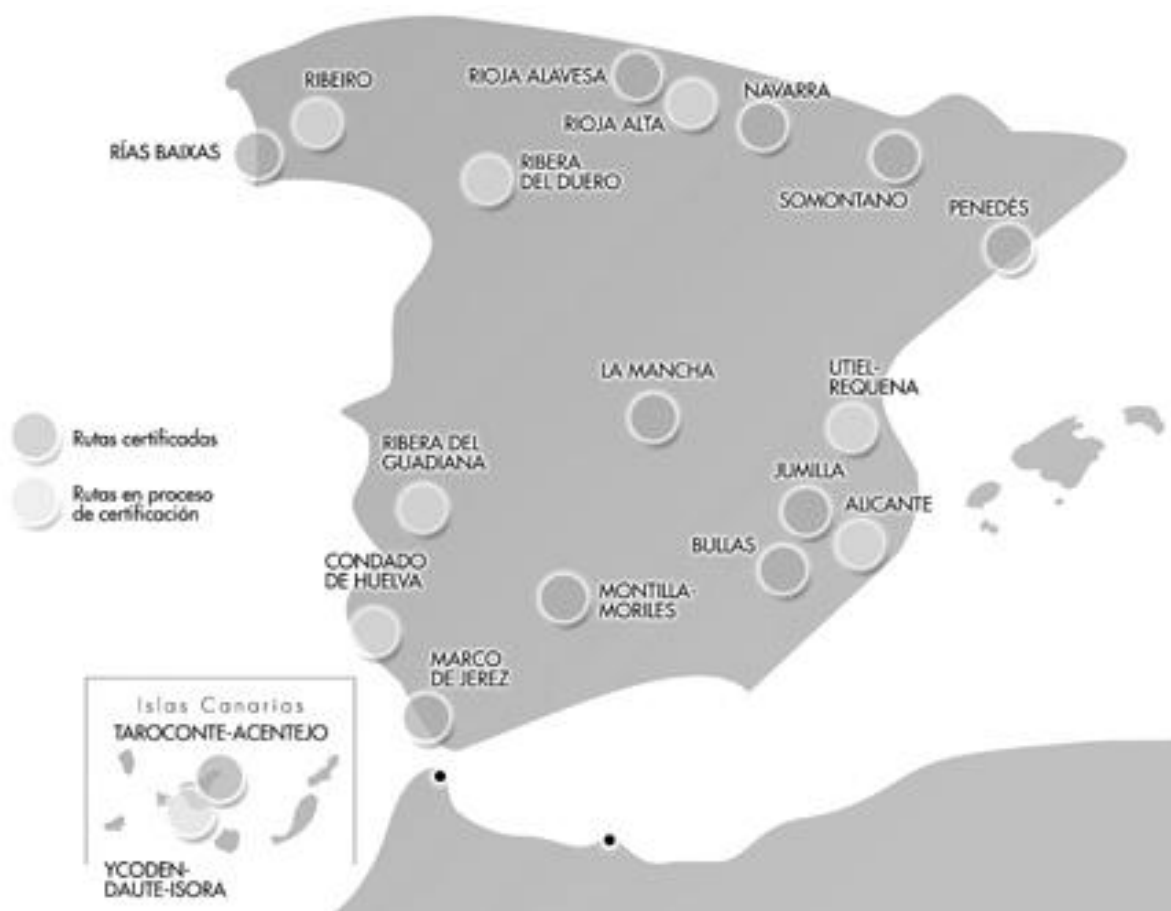 RIBEIRO
RIOJA ALAVESA
RIOJA ALTA
NAVARRA
RÍAS BAIXAS
RIBERA
DEL DUERO
SOMONTANO
PENEDÉS
LA MANCHA
UTIEL-
REQUENA
Rutas certificadas
Rutas en proceso
de certificación
RIBERA DEL
GUADIANA
JUMILLA
ALICANTE
BULLAS
CONDADO
DE HUELVA
MONTILLA-
MORILES
MARCO
DE JEREZ
Islas Canarias
TAROCONTE-ACENTEJO
YCODEN-
DAUTE-ISORA